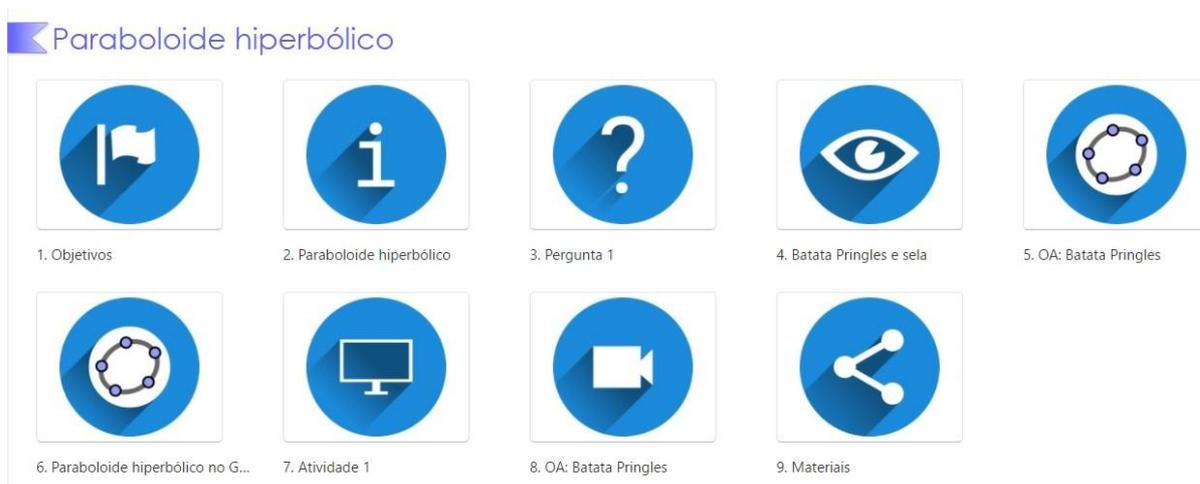 Paraboloide hiperbólico
1. Objetivos
2. Paraboloide hiperbólico
3. Pergunta 1
4. Batata Pringles e sela
5. OA: Batata Pringles
6. Paraboloide hiperbólico no G...
7. Atividade 1
8. OA: Batata Pringles
9. Materiais